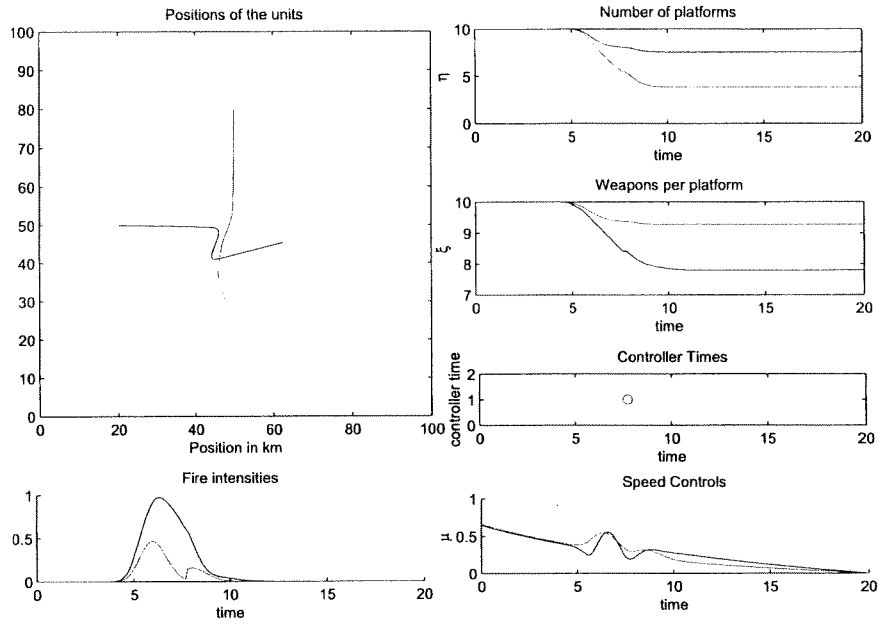 Positions of the units
100
90
80
70
60
50
40
30
20
10
0
0 20 40 60 80 100
Position in km
Number of platforms
10
5
0
η
0 5 10 15 20
time
Weapons per platform
10
9
8
7
ξ
0 5 10 15 20
time
Controller Times
2
1
0
controller time
0 5 10 15 20
time
Fire intensities
1
0.5
0
0 5 10 15 20
time
Speed Controls
1
0.5
0
μ
0 5 10 15 20
time